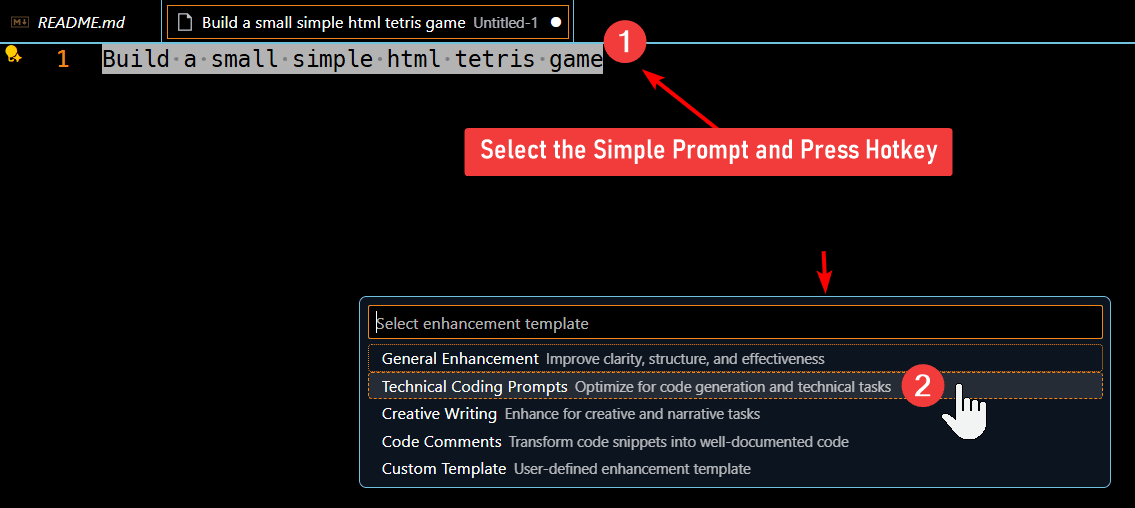 README.md Build a small simple html tetris game Untitled-1
1 Build·a·small·simple·html·tetris·game 1
Select the Simple Prompt and Press Hotkey
Select enhancement template
General Enhancement Improve clarity, structure, and effectiveness
Technical Coding Prompts Optimize for code generation and technical tasks 2
Creative Writing Enhance for creative and narrative tasks
Code Comments Transform code snippets into well-documented code
Custom Template User-defined enhancement template